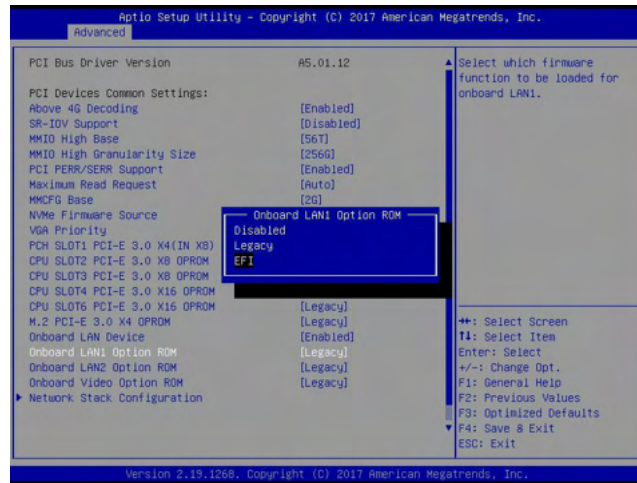 Aptio Setup Utility - Copyright (C) 2017 American Megatrends, Inc.
Advanced
PCI Bus Driver Version A5.01.12
PCI Devices Common Settings:
Above 4G Decoding [Enabled]
SR-IOV Support [Disabled]
MMIO High Base [56T]
MMIO High Granularity Size [256G]
PCI PERR/SERR Support [Enabled]
Maximum Read Request [Auto]
MMCFG Base [2G]
NVMe Firmware Source
VGA Priority
PCH SLOT1 PCI-E 3.0 X4(IN X8)
CPU SLOT2 PCI-E 3.0 X8 OPROM
CPU SLOT3 PCI-E 3.0 X8 OPROM
CPU SLOT4 PCI-E 3.0 X16 OPROM
CPU SLOT6 PCI-E 3.0 X16 OPROM [Legacy]
M.2 PCI-E 3.0 X4 OPROM [Legacy]
Onboard LAN Device [Enabled]
Onboard LAN1 Option ROM [Legacy]
Onboard LAN2 Option ROM [Legacy]
Onboard Video Option ROM [Legacy]
Network Stack Configuration
Onboard LAN1 Option ROM
Disabled
Legacy
EFI
Select which firmware
function to be loaded for
onboard LAN1.
→←: Select Screen
↑↓: Select Item
Enter: Select
+/-: Change Opt.
F1: General Help
F2: Previous Values
F3: Optimized Defaults
F4: Save & Exit
ESC: Exit
Version 2.19.1268. Copyright (C) 2017 American Megatrends, Inc.